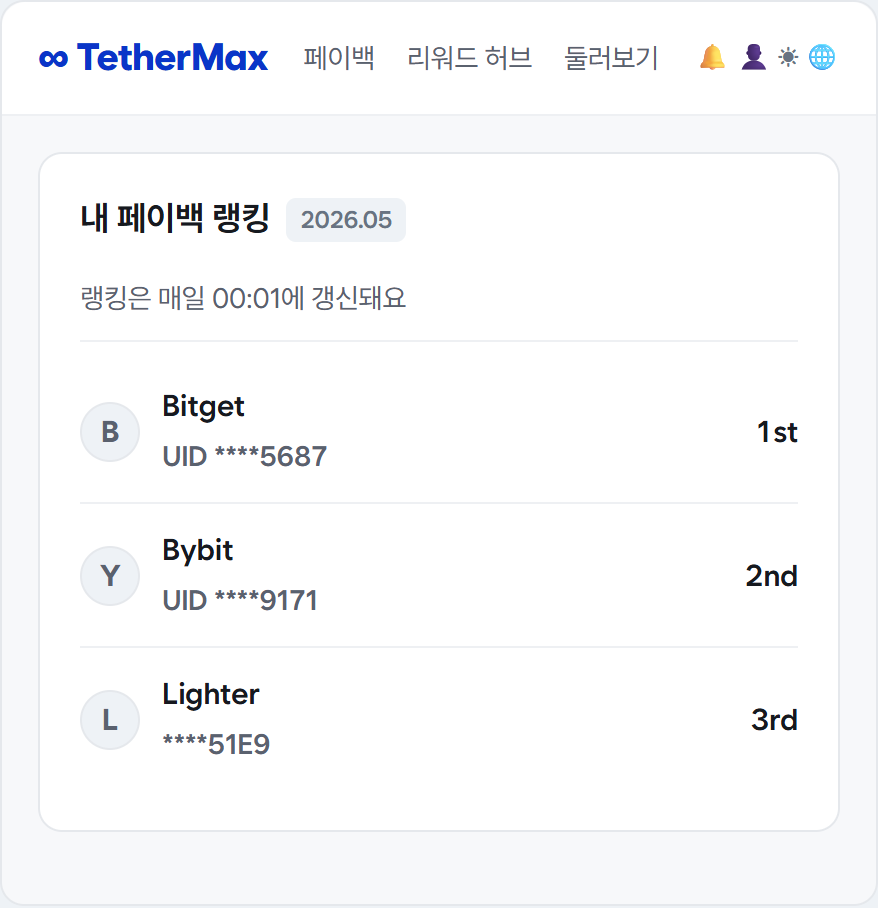 ∞ TetherMax 페이백 리워드 허브 둘러보기
내 페이백 랭킹 2026.05
랭킹은 매일 00:01에 갱신돼요
B
Bitget
UID ****5687
1st
Y
Bybit
UID ****9171
2nd
L
Lighter
****51E9
3rd